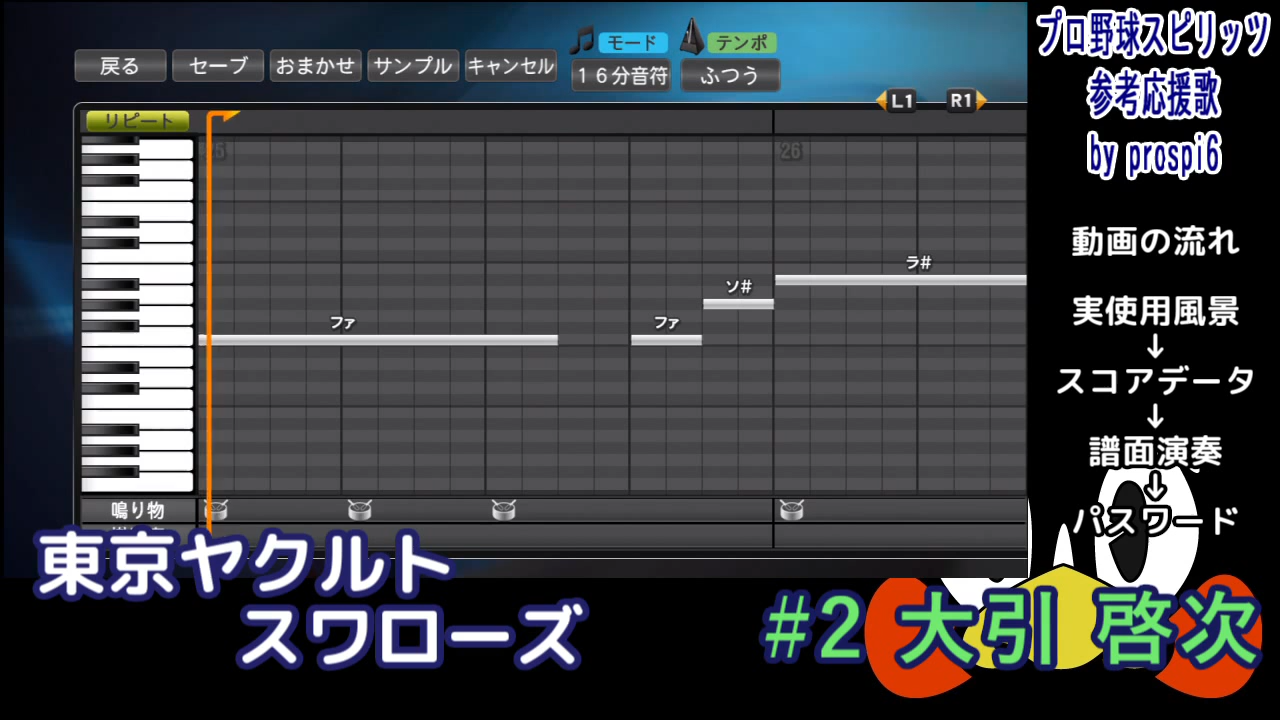 モード
テンポ
戻る
セーブ
おまかせ
サンプル
キャンセル
１６分音符
ふつう
L1
R1
リピート
26
ラ#
ソ#
ファ
ファ
鳴り物
東京ヤクルト
スワローズ
#2 大引 啓次
プロ野球スピリッツ
参考応援歌
by prospi6
動画の流れ
実使用風景
↓
スコアデータ
↓
譜面演奏
↓
パスワード